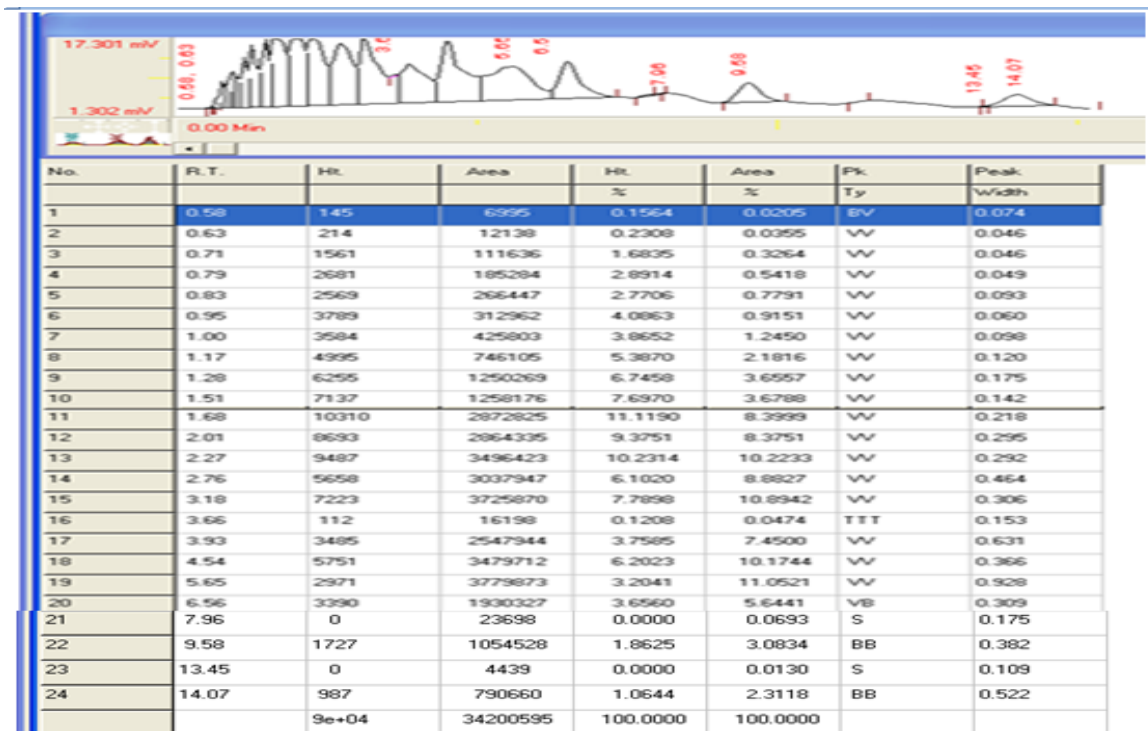 17.301 mV
0.58, 0.63
3.6
5.65
6.5
7.96
9.58
13.45
14.07
1.302 mV
0.00 Min
No. R.T. Ht. Area Ht. Area Pk. Peak
% % Ty Width
1 0.58 145 6995 0.1564 0.0205 BV 0.074
2 0.63 214 12138 0.2308 0.0355 VV 0.046
3 0.71 1561 111636 1.6835 0.3264 VV 0.046
4 0.79 2681 185284 2.8914 0.5418 VV 0.049
5 0.83 2569 266447 2.7706 0.7791 VV 0.093
6 0.95 3789 312962 4.0863 0.9151 VV 0.060
7 1.00 3584 425803 3.8652 1.2450 VV 0.098
8 1.17 4995 746105 5.3870 2.1816 VV 0.120
9 1.28 6255 1250269 6.7458 3.6557 VV 0.175
10 1.51 7137 1258176 7.6970 3.6788 VV 0.142
11 1.68 10310 2872825 11.1190 8.3999 VV 0.218
12 2.01 8693 2864335 9.3751 8.3751 VV 0.295
13 2.27 9487 3496423 10.2314 10.2233 VV 0.292
14 2.76 5658 3037947 6.1020 8.8827 VV 0.464
15 3.18 7223 3725870 7.7898 10.8942 VV 0.306
16 3.66 112 16198 0.1208 0.0474 TTT 0.153
17 3.93 3485 2547944 3.7585 7.4500 VV 0.631
18 4.54 5751 3479712 6.2023 10.1744 VV 0.366
19 5.65 2971 3779873 3.2041 11.0521 VV 0.928
20 6.56 3390 1930327 3.6560 5.6441 VB 0.309
21 7.96 0 23698 0.0000 0.0693 S 0.175
22 9.58 1727 1054528 1.8625 3.0834 BB 0.382
23 13.45 0 4439 0.0000 0.0130 S 0.109
24 14.07 987 790660 1.0644 2.3118 BB 0.522
9e+04 34200595 100.0000 100.0000